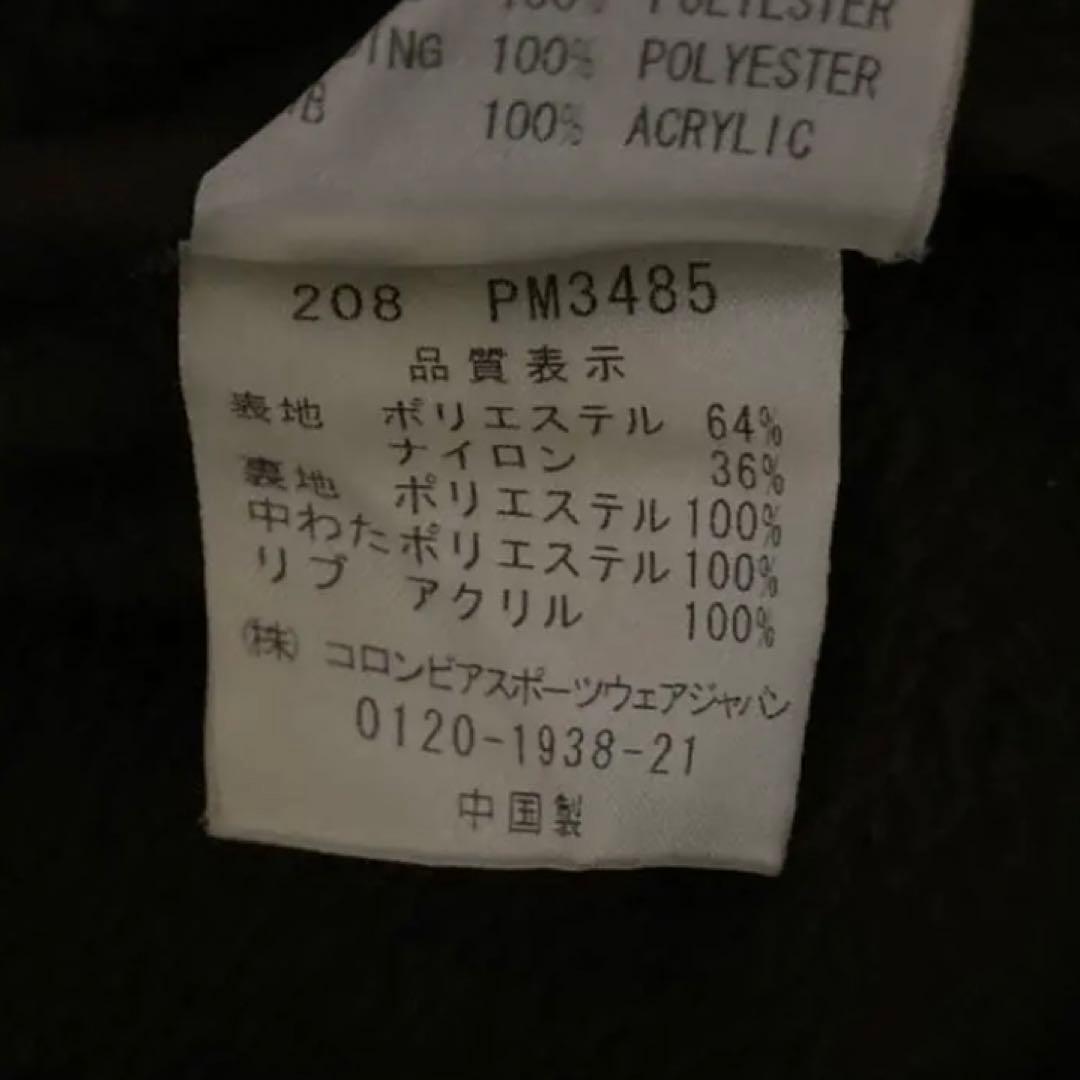 100% POLYESTER
100% POLYESTER
100% ACRYLIC
208 PM3485
品質表示
表地 ポリエステル 64%
ナイロン 36%
裏地 ポリエステル 100%
中わた ポリエステル 100%
リブ アクリル 100%
㈱ コロンビアスポーツウェアジャパン
0120-1938-21
中国製